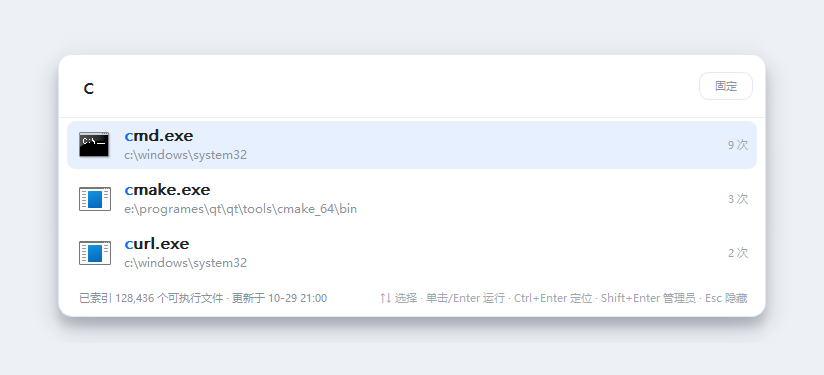 c
固定
cmd.exe
c:\windows\system32
9 次
cmake.exe
e:\programes\qt\qt\tools\cmake_64\bin
3 次
curl.exe
c:\windows\system32
2 次
已索引 128,436 个可执行文件 · 更新于 10-29 21:00
↑↓ 选择 · 单击/Enter 运行 · Ctrl+Enter 定位 · Shift+Enter 管理员 · Esc 隐藏